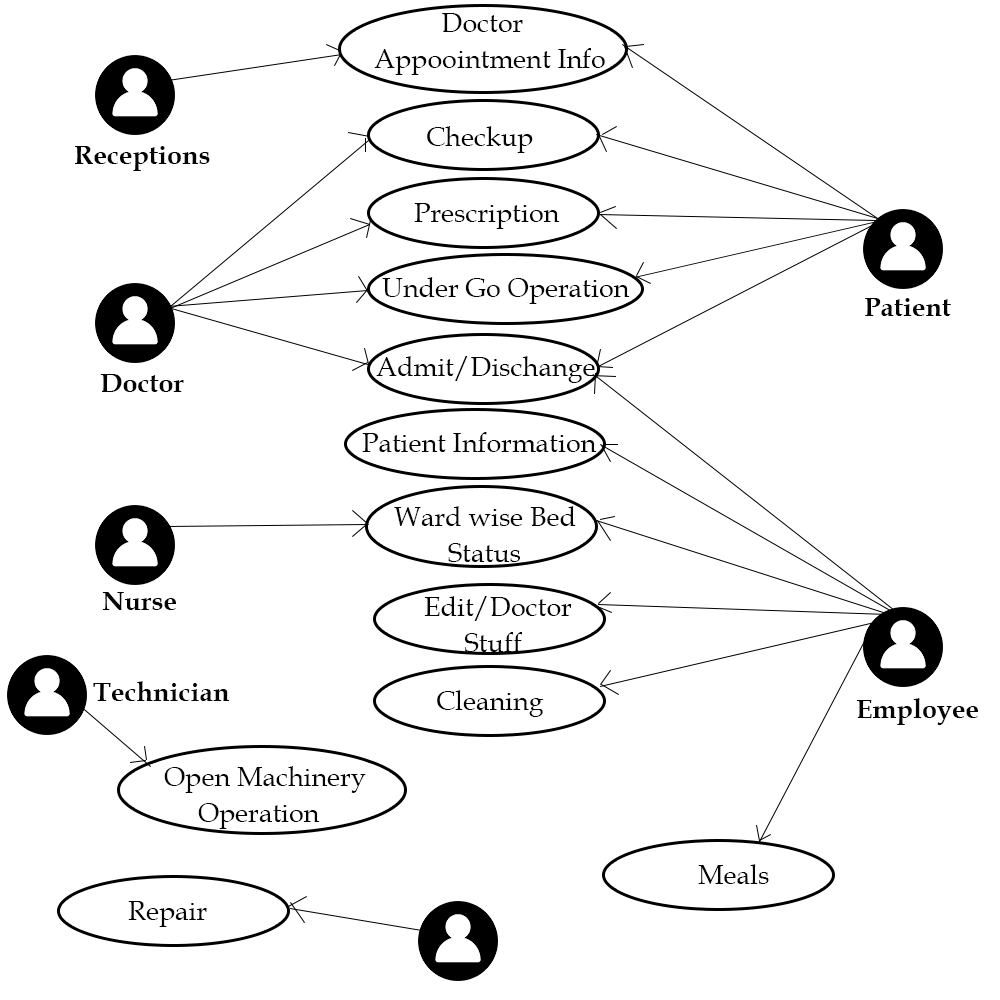 Doctor
Appoointment Info
Receptions
Checkup
Prescription
Under Go Operation
Patient
Doctor
Admit/Dischange
Patient Information
Ward wise Bed
Status
Nurse
Edit/Doctor
Stuff
Technician
Cleaning
Employee
Open Machinery
Operation
Meals
Repair